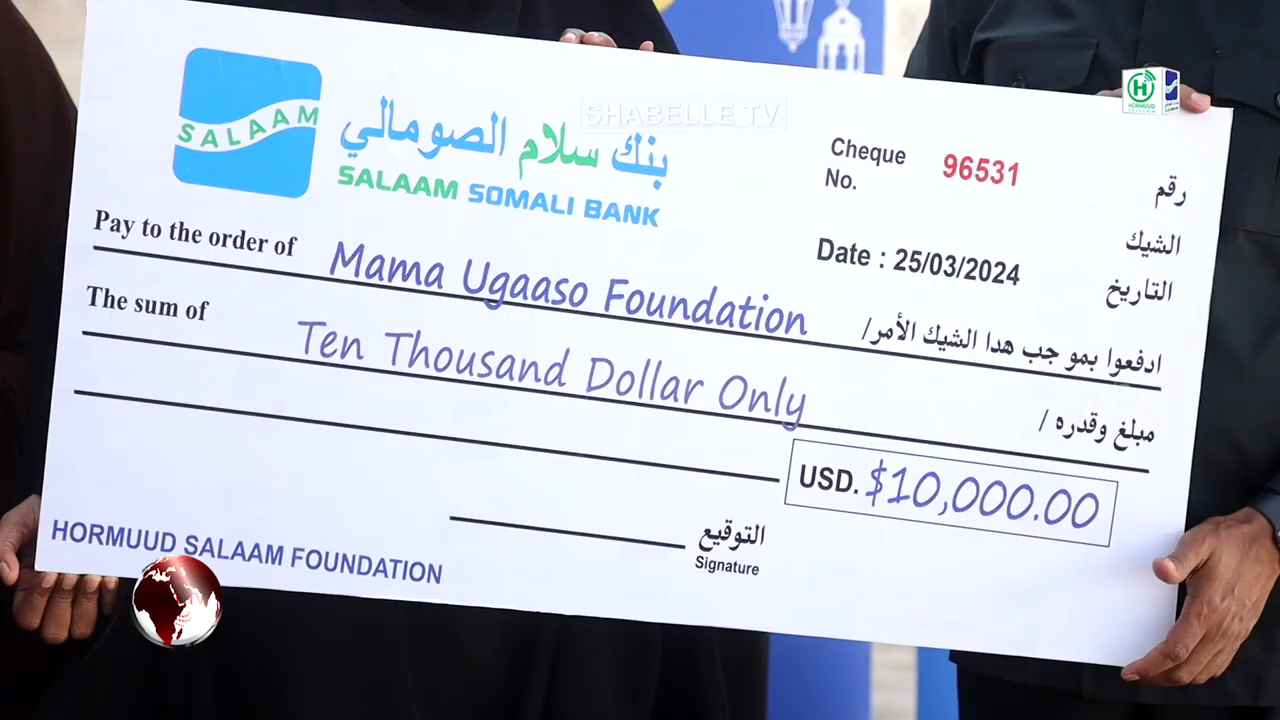 SHABELLE TV
HORMUUD
TELECOM
SALAAM
بنك سلام الصومالي
SALAAM SOMALI BANK
Cheque No. 96531 رقم الشيك
Date : 25/03/2024 التاريخ
Pay to the order of Mama Ugaaso Foundation ادفعوا بمو جب هدا الشيك الأمر/
The sum of Ten Thousand Dollar Only مبلغ وقدره /
USD. $10,000.00
التوقيع
Signature
HORMUUD SALAAM FOUNDATION